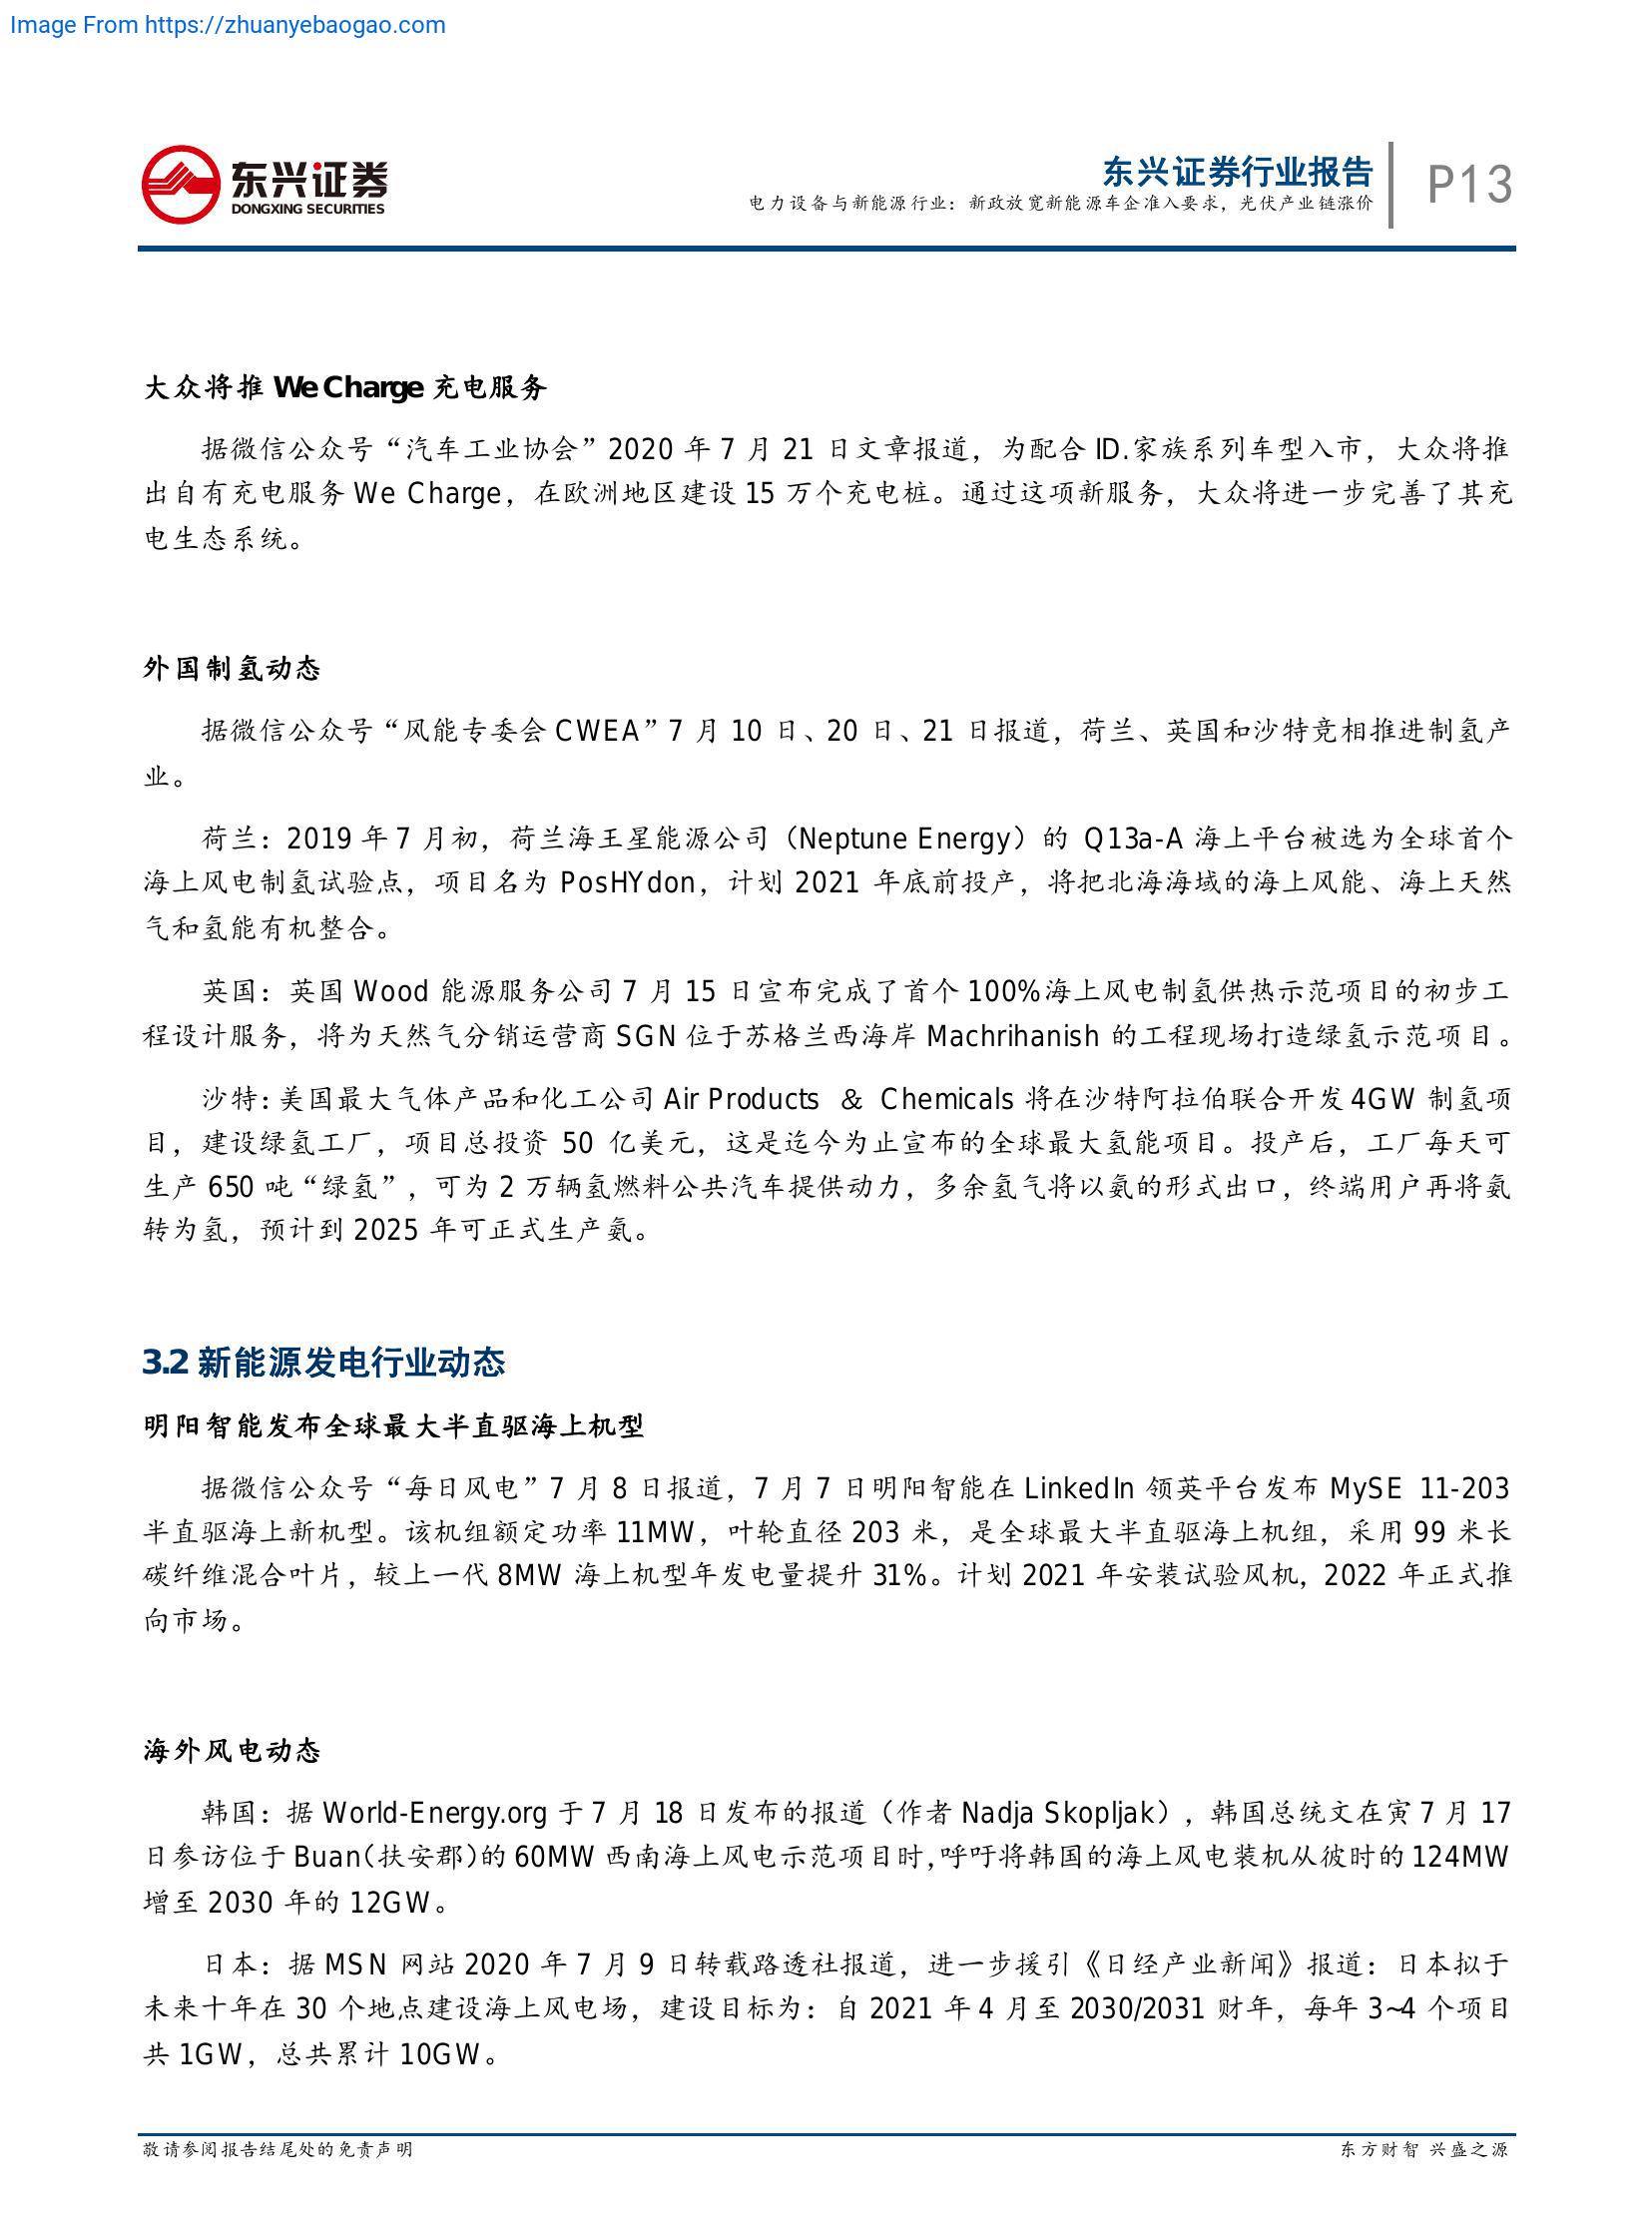 Image From https://zhuanyebaogao.com
东兴证券
DONGXING SECURITIES
东兴证券行业报告
电力设备与新能源行业：新政放宽新能源车企准入要求，光伏产业链涨价
P13
大众将推 We Charge 充电服务
据微信公众号“汽车工业协会”2020 年 7 月 21 日文章报道，为配合 ID.家族系列车型入市，大众将推
出自有充电服务 We Charge，在欧洲地区建设 15 万个充电桩。通过这项新服务，大众将进一步完善了其充
电生态系统。
外国制氢动态
据微信公众号“风能专委会 CWEA”7 月 10 日、20 日、21 日报道，荷兰、英国和沙特竞相推进制氢产
业。
荷兰：2019 年 7 月初，荷兰海王星能源公司（Neptune Energy）的 Q13a-A 海上平台被选为全球首个
海上风电制氢试验点，项目名为 PosHYdon，计划 2021 年底前投产，将把北海海域的海上风能、海上天然
气和氢能有机整合。
英国：英国 Wood 能源服务公司 7 月 15 日宣布完成了首个 100%海上风电制氢供热示范项目的初步工
程设计服务，将为天然气分销运营商 SGN 位于苏格兰西海岸 Machrihanish 的工程现场打造绿氢示范项目。
沙特：美国最大气体产品和化工公司 Air Products & Chemicals 将在沙特阿拉伯联合开发 4GW 制氢项
目，建设绿氢工厂，项目总投资 50 亿美元，这是迄今为止宣布的全球最大氢能项目。投产后，工厂每天可
生产 650 吨“绿氢”，可为 2 万辆氢燃料公共汽车提供动力，多余氢气将以氨的形式出口，终端用户再将氨
转为氢，预计到 2025 年可正式生产氨。
3.2 新能源发电行业动态
明阳智能发布全球最大半直驱海上机型
据微信公众号“每日风电”7 月 8 日报道，7 月 7 日明阳智能在 LinkedIn 领英平台发布 MySE 11-203
半直驱海上新机型。该机组额定功率 11MW，叶轮直径 203 米，是全球最大半直驱海上机组，采用 99 米长
碳纤维混合叶片，较上一代 8MW 海上机型年发电量提升 31%。计划 2021 年安装试验风机，2022 年正式推
向市场。
海外风电动态
韩国：据 World-Energy.org 于 7 月 18 日发布的报道（作者 Nadja Skopljak），韩国总统文在寅 7 月 17
日参访位于 Buan（扶安郡）的 60MW 西南海上风电示范项目时，呼吁将韩国的海上风电装机从彼时的 124MW
增至 2030 年的 12GW。
日本：据 MSN 网站 2020 年 7 月 9 日转载路透社报道，进一步援引《日经产业新闻》报道：日本拟于
未来十年在 30 个地点建设海上风电场，建设目标为：自 2021 年 4 月至 2030/2031 财年，每年 3~4 个项目
共 1GW，总共累计 10GW。
敬请参阅报告结尾处的免责声明
东方财智 兴盛之源